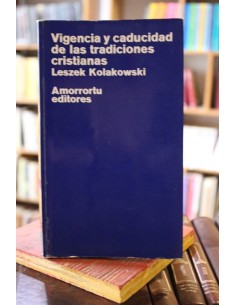 Vigencia y caducidad
de las tradiciones
cristianas
Leszek Kolakowski
Amorrortu
editores